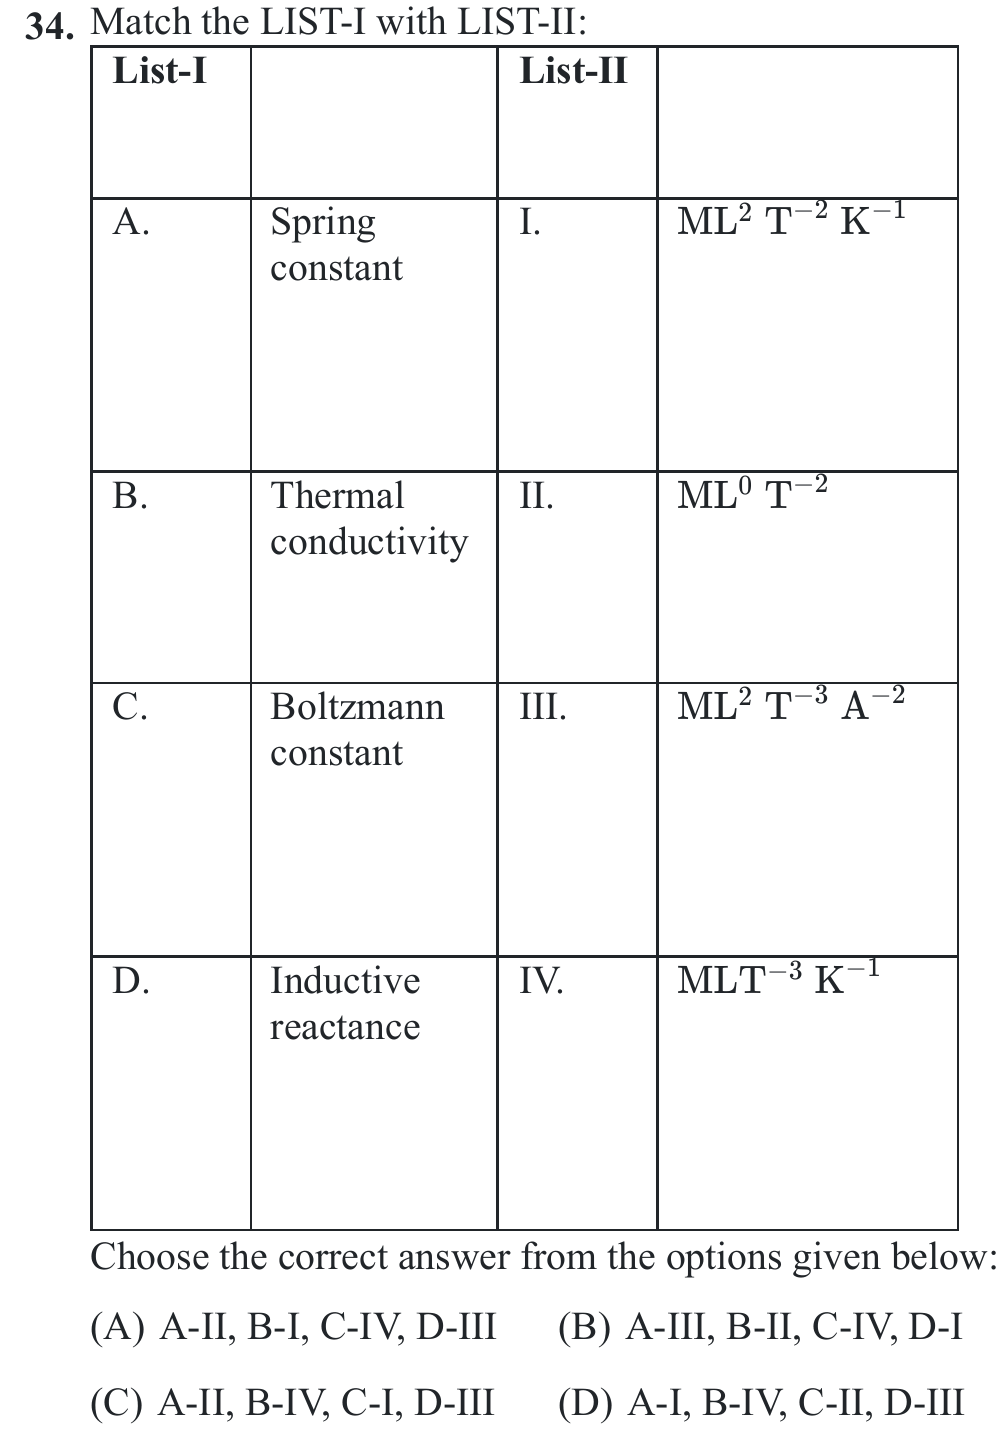 34. Match the LIST-I with LIST-II:
List-I List-II
A. Spring constant I. ML² T⁻² K⁻¹
B. Thermal conductivity II. ML⁰ T⁻²
C. Boltzmann constant III. ML² T⁻³ A⁻²
D. Inductive reactance IV. MLT⁻³ K⁻¹
Choose the correct answer from the options given below:
(A) A-II, B-I, C-IV, D-III (B) A-III, B-II, C-IV, D-I
(C) A-II, B-IV, C-I, D-III (D) A-I, B-IV, C-II, D-III